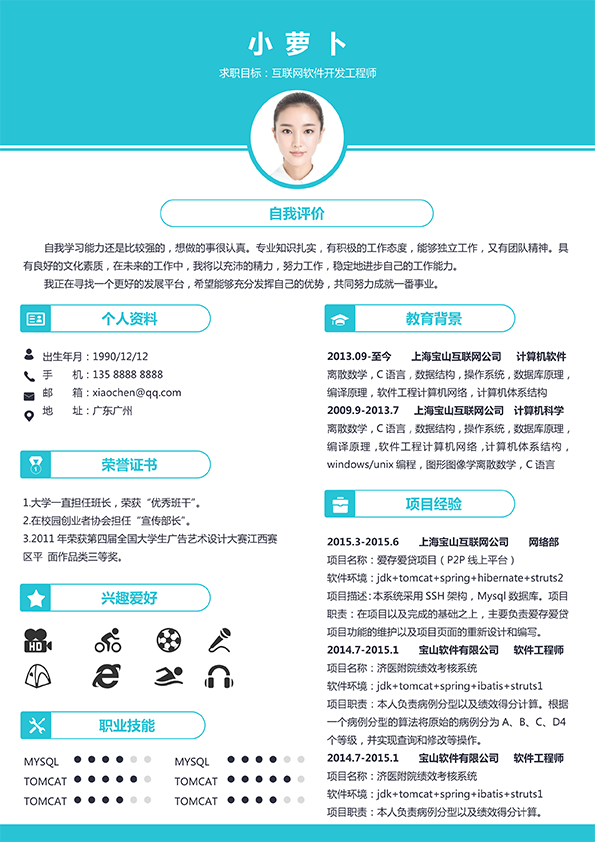 小 萝 卜
求职目标：互联网软件开发工程师
自我评价
自我学习能力还是比较强的，想做的事很认真。专业知识扎实，有积极的工作态度，能够独立工作，又有团队精神。具
有良好的文化素质，在未来的工作中，我将以充沛的精力，努力工作，稳定地进步自己的工作能力。
我正在寻找一个更好的发展平台，希望能够充分发挥自己的优势，共同努力成就一番事业。
个人资料
出生年月：1990/12/12
手 机：135 8888 8888
邮 箱：xiaochen@qq.com
地 址：广东广州
荣誉证书
1.大学一直担任班长，荣获“优秀班干”。
2.在校园创业者协会担任“宣传部长”。
3.2011 年荣获第四届全国大学生广告艺术设计大赛江西赛
区平 面作品类三等奖。
兴趣爱好
HD
职业技能
MYSQL MYSQL
TOMCAT TOMCAT
TOMCAT TOMCAT
教育背景
2013.09-至今 上海宝山互联网公司 计算机软件
离散数学，C 语言，数据结构，操作系统，数据库原理，
编译原理，软件工程计算机网络，计算机体系结构
2009.9-2013.7 上海宝山互联网公司 计算机科学
离散数学，C 语言，数据结构，操作系统，数据库原理，
编译原理,软件工程计算机网络,计算机体系结构，
windows/unix 编程，图形图像学离散数学，C 语言
项目经验
2015.3-2015.6 上海宝山互联网公司 网络部
项目名称：爱存爱贷项目（P2P 线上平台）
软件环境：jdk+tomcat+spring+hibernate+struts2
项目描述:本系统采用 SSH 架构，Mysql 数据库。项目
职责：在项目以及完成的基础之上，主要负责爱存爱贷
项目功能的维护以及项目页面的重新设计和编写。
2014.7-2015.1 宝山软件有限公司 软件工程师
项目名称：济医附院绩效考核系统
软件环境：jdk+tomcat+spring+ibatis+struts1
项目职责：本人负责病例分型以及绩效得分计算。根据
一个病例分型的算法将原始的病例分为 A、B、C、D4
个等级，并实现查询和修改等操作。
2014.7-2015.1 宝山软件有限公司 软件工程师
项目名称：济医附院绩效考核系统
软件环境：jdk+tomcat+spring+ibatis+struts1
项目职责：本人负责病例分型以及绩效得分计算。